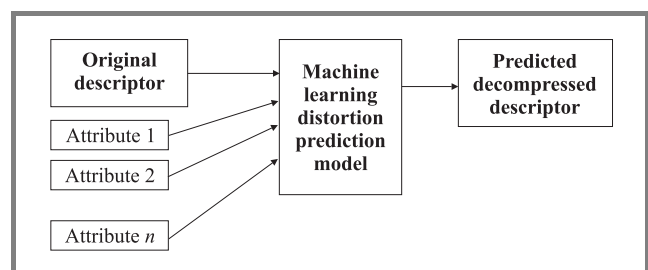 Original
descriptor
Attribute 1
Attribute 2
Attribute n
Machine
learning
distortion
prediction
model
Predicted
decompressed
descriptor